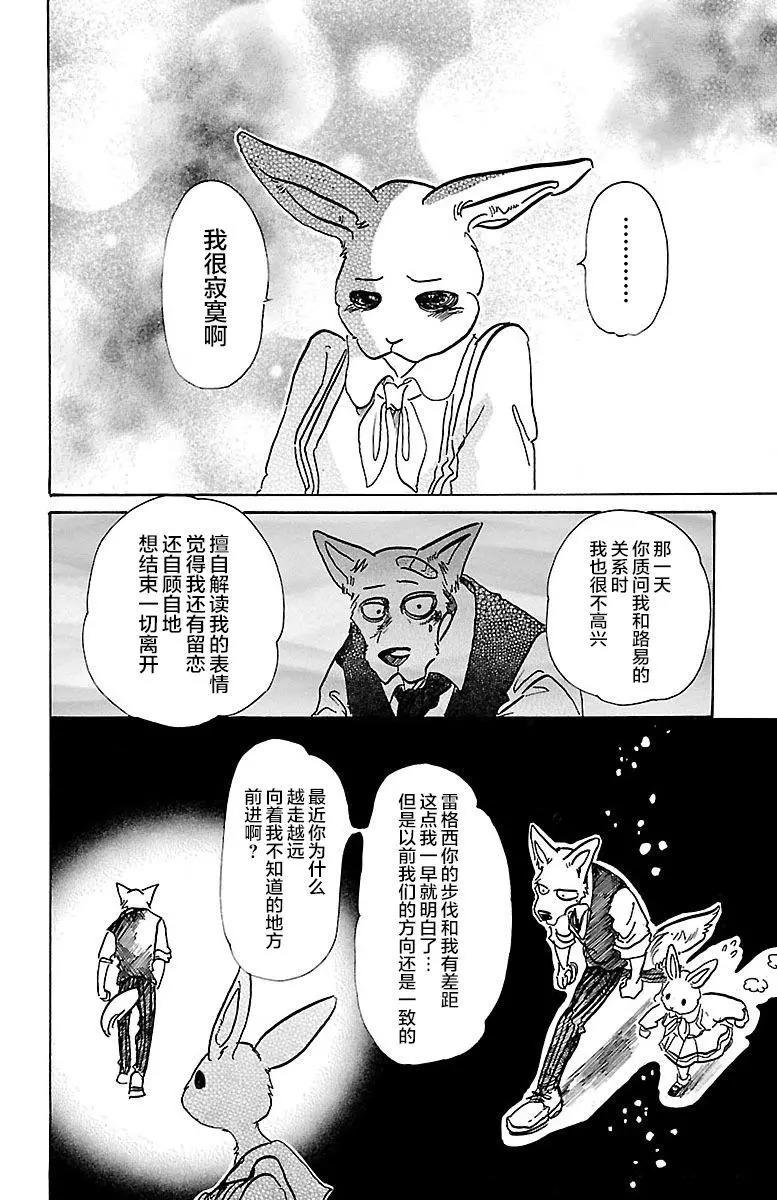 ………
我很寂寞啊
那一天
你质问我和路易的
关系时
我也很不高兴
擅自解读我的表情
觉得我还有留恋
还自顾自地
想结束一切离开
雷格西你的步伐和我有差距
这点我一早就明白了…
但是以前我们的方向还是一致的
最近你为什么
越走越远
向着我不知道的地方
前进啊？